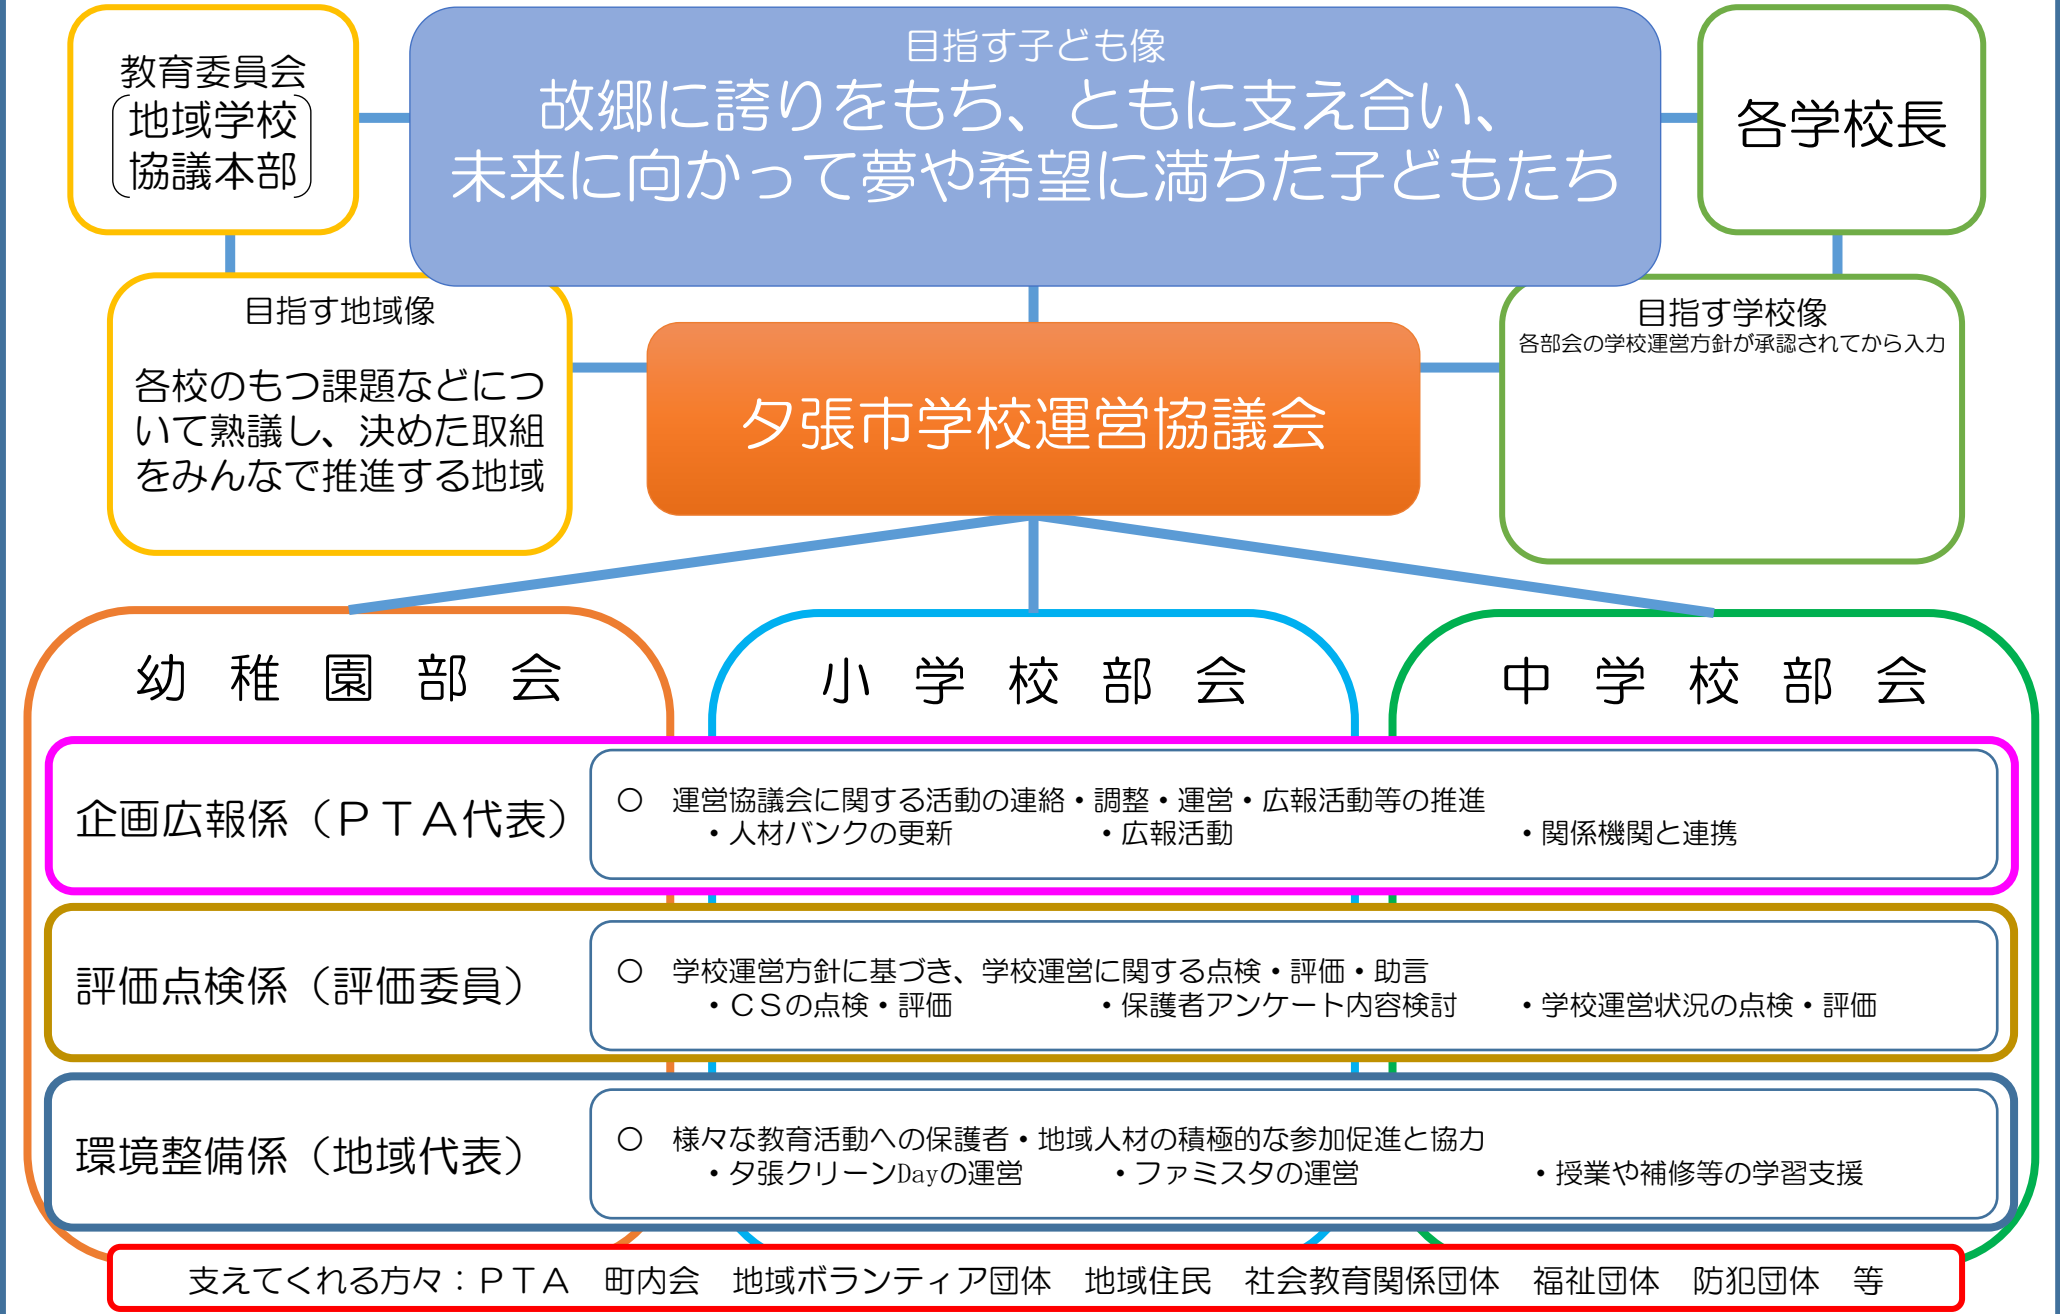 教育委員会
地域学校
協議本部
目指す子ども像
故郷に誇りをもち、ともに支え合い、
未来に向かって夢や希望に満ちた子どもたち
各学校長
目指す地域像
各校のもつ課題などにつ
いて熟議し、決めた取組
をみんなで推進する地域
夕張市学校運営協議会
目指す学校像
各部会の学校運営方針が承認されてから入力
幼稚園部会
小学校部会
中学校部会
企画広報係（ＰＴＡ代表）
○　運営協議会に関する活動の連絡・調整・運営・広報活動等の推進
・人材バンクの更新　・広報活動　・関係機関と連携
評価点検係（評価委員）
○　学校運営方針に基づき、学校運営に関する点検・評価・助言
・ＣＳの点検・評価　・保護者アンケート内容検討　・学校運営状況の点検・評価
環境整備係（地域代表）
○　様々な教育活動への保護者・地域人材の積極的な参加促進と協力
・夕張クリーンDayの運営　・ファミスタの運営　・授業や補修等の学習支援
支えてくれる方々：ＰＴＡ　町内会　地域ボランティア団体　地域住民　社会教育関係団体　福祉団体　防犯団体　等